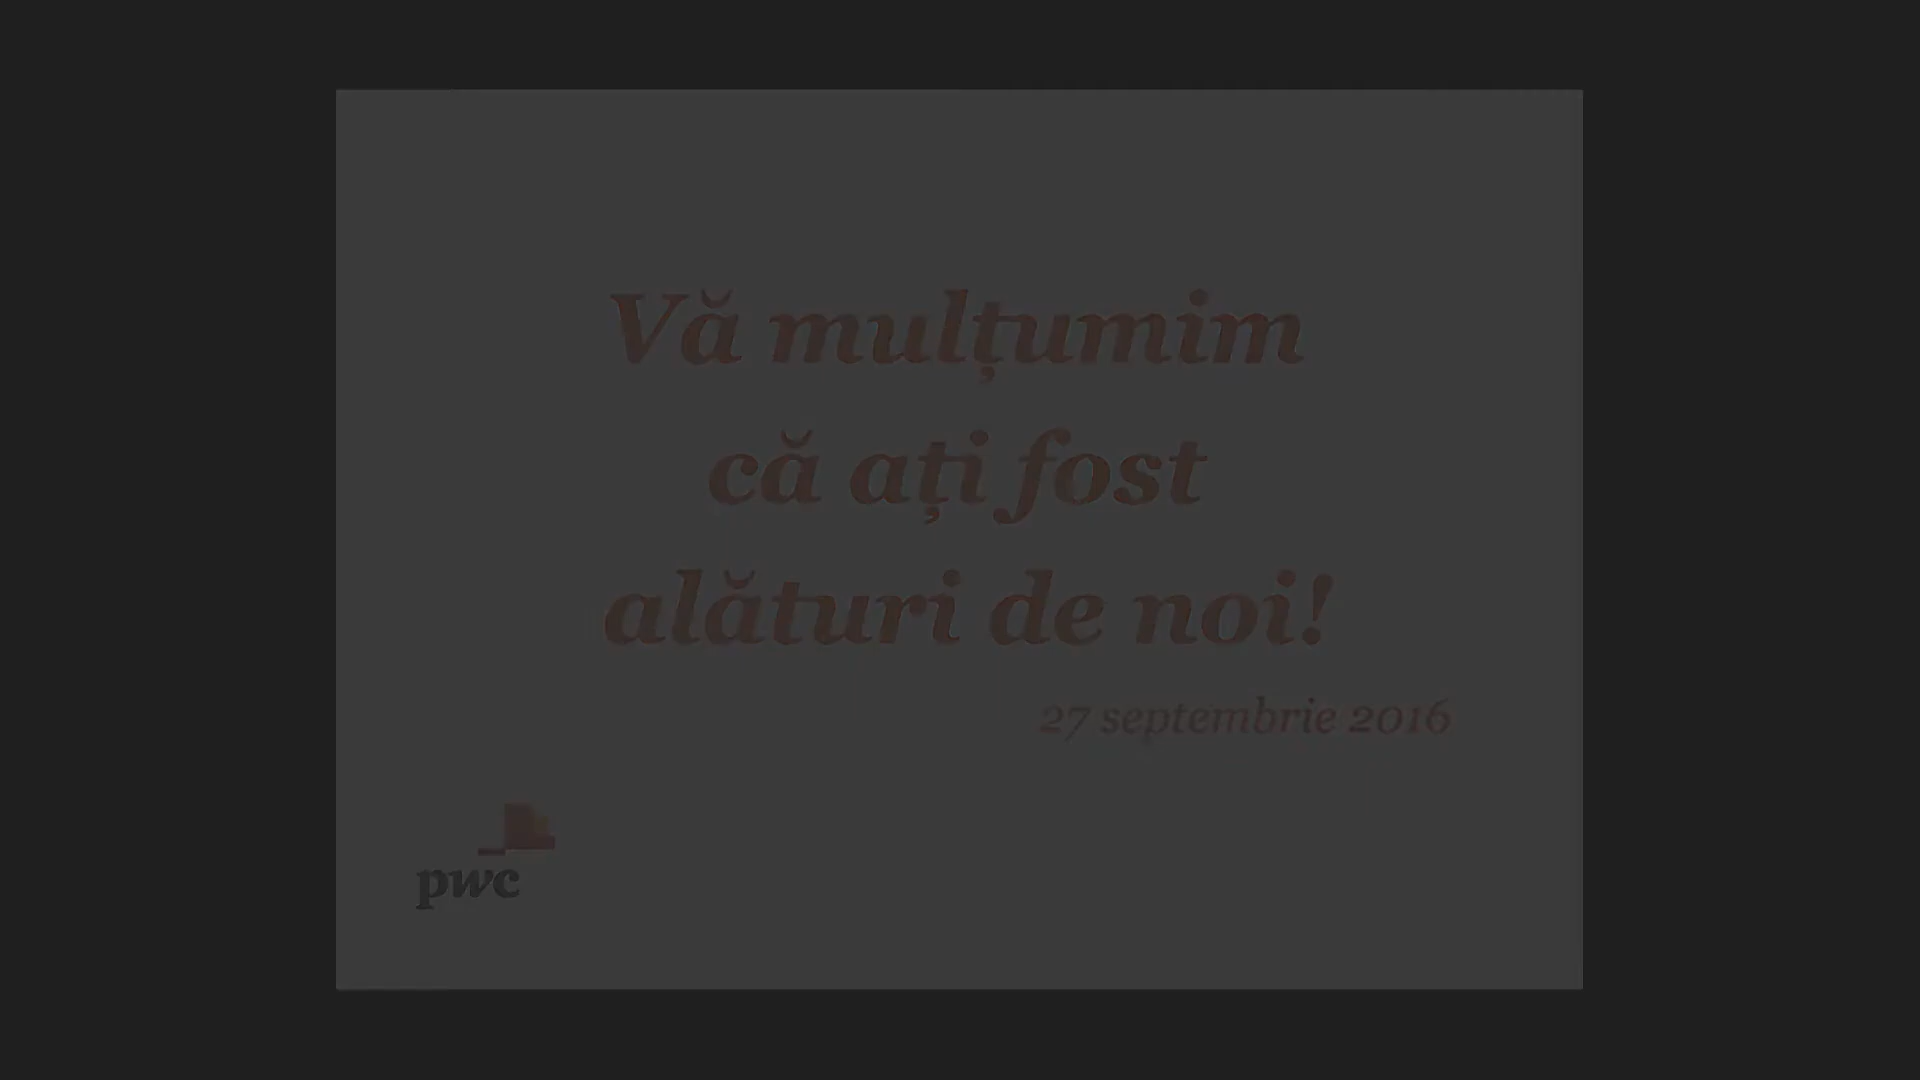 Vă mulțumim
că ați fost
alături de noi!
27 septembrie 2016
pwc